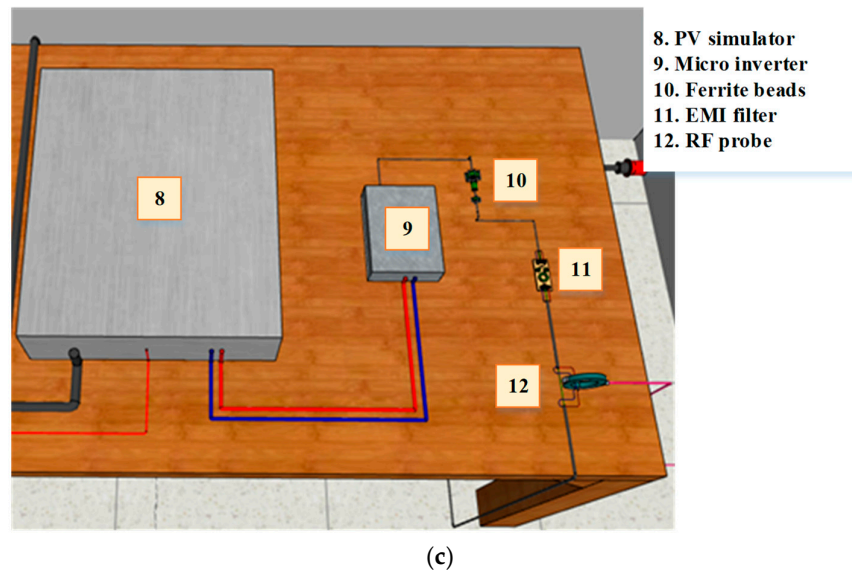 8. PV simulator
9. Micro inverter
10. Ferrite beads
11. EMI filter
12. RF probe
10
8
9
11
12
(c)